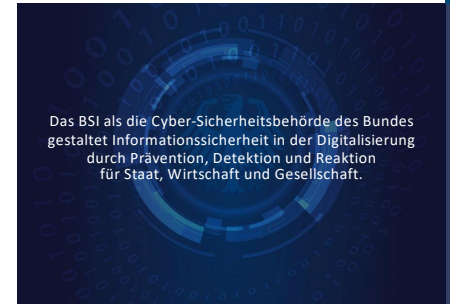 Das BSI als die Cyber-Sicherheitsbehörde des Bundes
gestaltet Informationssicherheit in der Digitalisierung
durch Prävention, Detektion und Reaktion
für Staat, Wirtschaft und Gesellschaft.